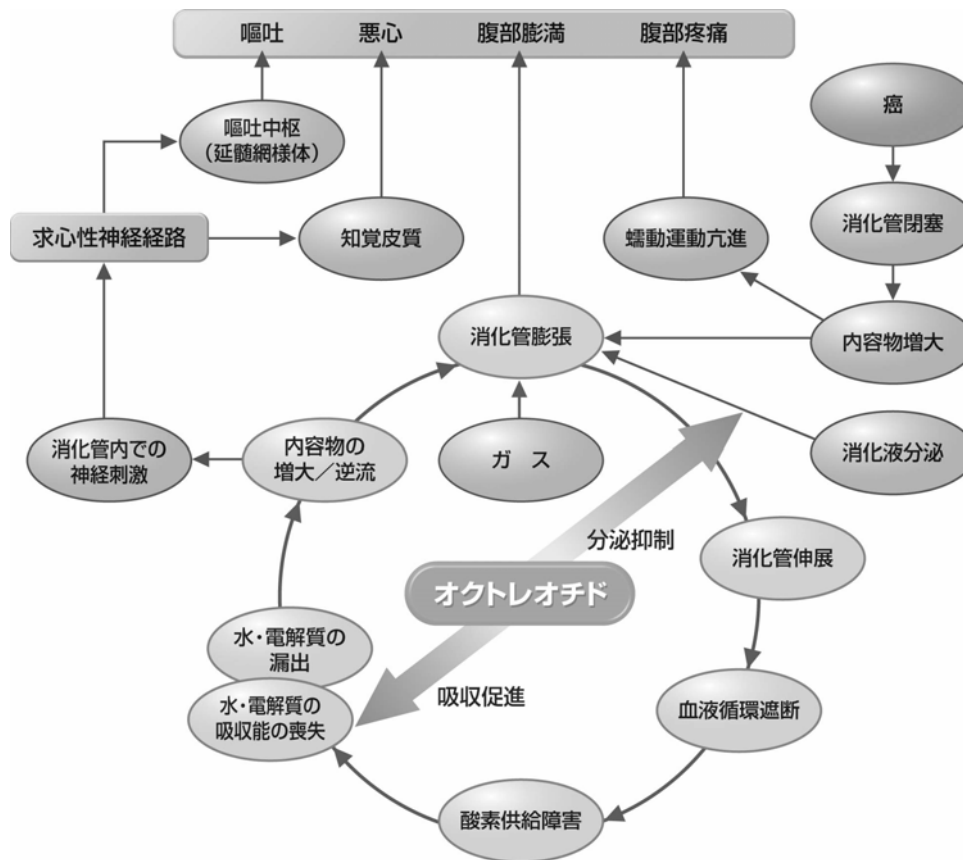 嘔吐 悪心 腹部膨満 腹部疼痛
癌
嘔吐中枢
(延髄網様体)
消化管閉塞
求心性神経経路
知覚皮質
蠕動運動亢進
消化管膨張
内容物増大
消化管内での
神経刺激
内容物の
増大／逆流
ガ ス
消化液分泌
分泌抑制
消化管伸展
オクトレオチド
水・電解質の
漏出
吸収促進
水・電解質の
吸収能の喪失
血液循環遮断
酸素供給障害